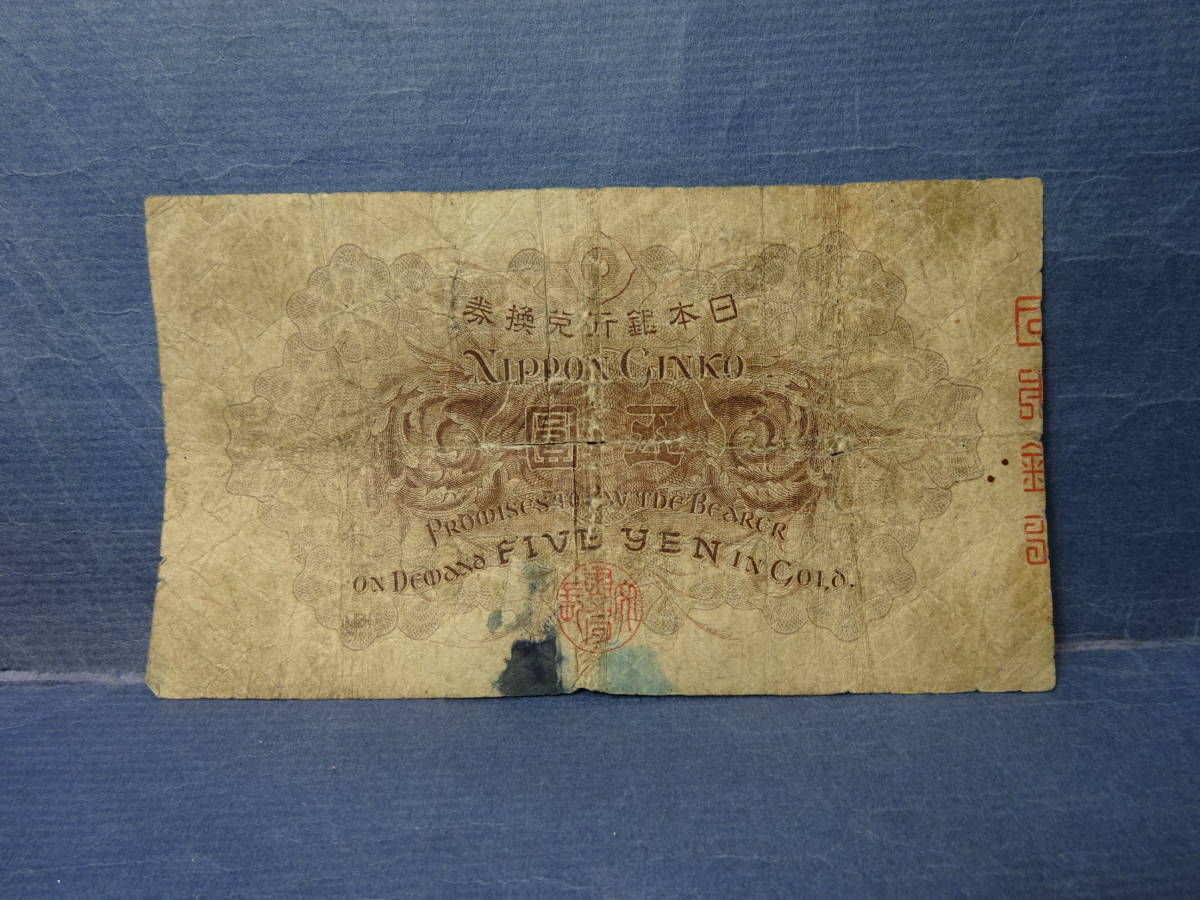 日本銀行兌換券
NIPPON GINKO
五圓
PROMISES TO PAY THE BEARER
ON DEMAND FIVE YEN IN GOLD.